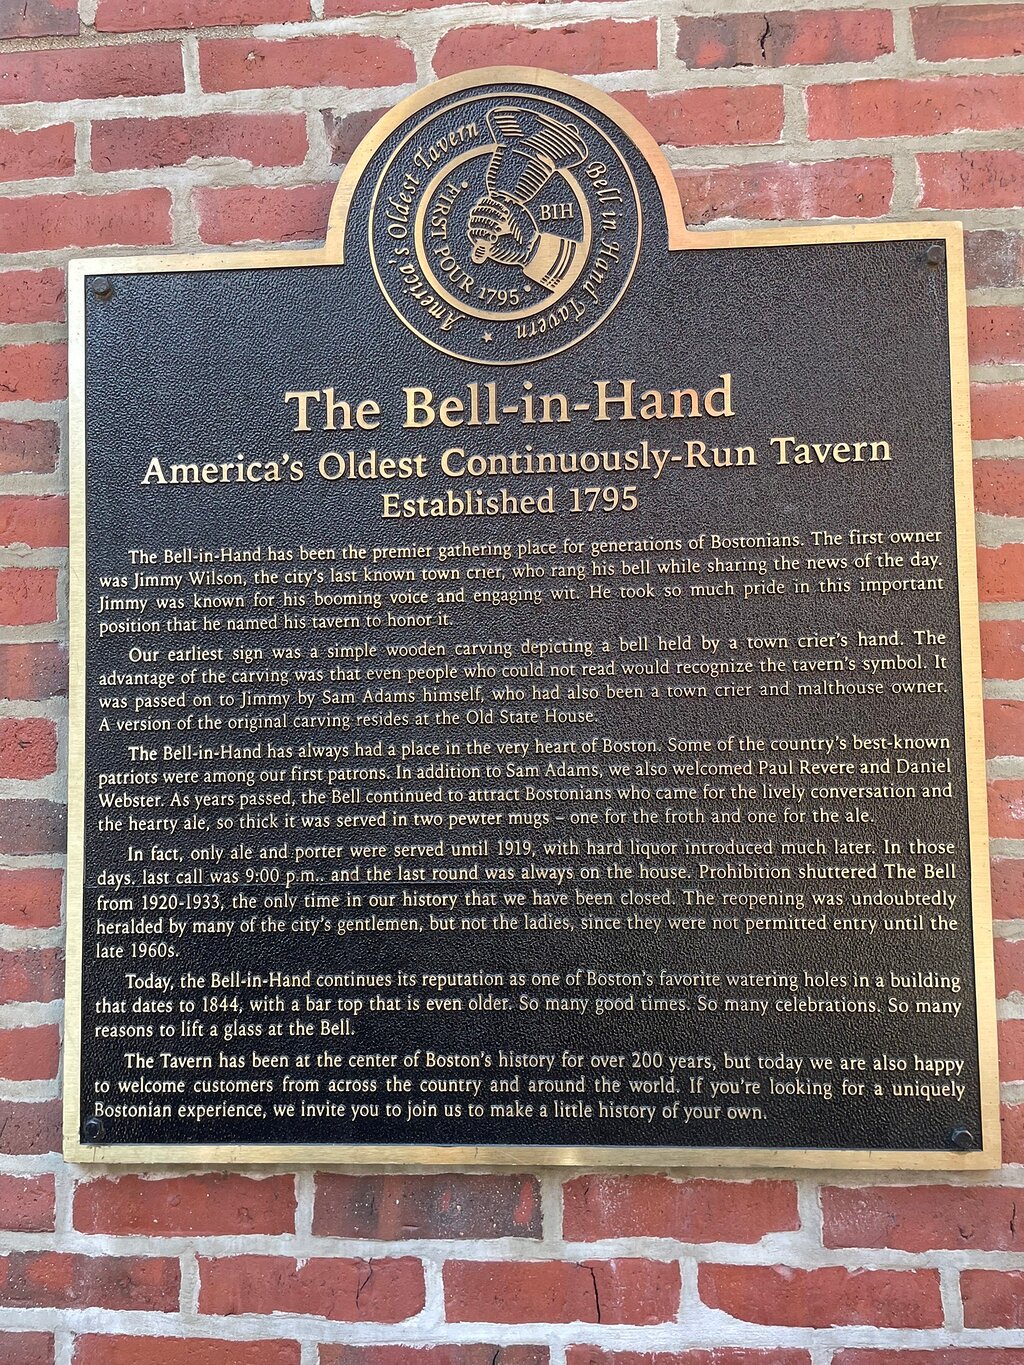 America's Oldest Tavern
Bell in Hand Tavern
FIRST POUR 1795
BIH
The Bell-in-Hand
America's Oldest Continuously-Run Tavern
Established 1795
The Bell-in-Hand has been the premier gathering place for generations of Bostonians. The first owner
was Jimmy Wilson, the city's last known town crier, who rang his bell while sharing the news of the day.
Jimmy was known for his booming voice and engaging wit. He took so much pride in this important
position that he named his tavern to honor it.
Our earliest sign was a simple wooden carving depicting a bell held by a town crier's hand. The
advantage of the carving was that even people who could not read would recognize the tavern's symbol. It
was passed on to Jimmy by Sam Adams himself, who had also been a town crier and malthouse owner.
A version of the original carving resides at the Old State House.
The Bell-in-Hand has always had a place in the very heart of Boston. Some of the country's best-known
patriots were among our first patrons. In addition to Sam Adams, we also welcomed Paul Revere and Daniel
Webster. As years passed, the Bell continued to attract Bostonians who came for the lively conversation and
the hearty ale, so thick it was served in two pewter mugs – one for the froth and one for the ale.
In fact, only ale and porter were served until 1919, with hard liquor introduced much later. In those
days, last call was 9:00 p.m., and the last round was always on the house. Prohibition shuttered The Bell
from 1920-1933, the only time in our history that we have been closed. The reopening was undoubtedly
heralded by many of the city's gentlemen, but not the ladies, since they were not permitted entry until the
late 1960s.
Today, the Bell-in-Hand continues its reputation as one of Boston's favorite watering holes in a building
that dates to 1844, with a bar top that is even older. So many good times. So many celebrations. So many
reasons to lift a glass at the Bell.
The Tavern has been at the center of Boston's history for over 200 years, but today we are also happy
to welcome customers from across the country and around the world. If you're looking for a uniquely
Bostonian experience, we invite you to join us to make a little history of your own.